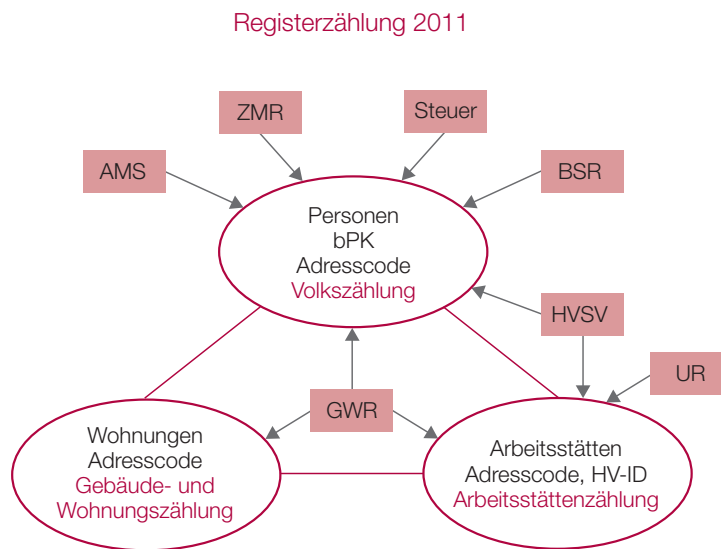 Registerzählung 2011
ZMR
Steuer
AMS
BSR
Personen
bPK
Adresscode
Volkszählung
HVSV
UR
GWR
Wohnungen
Adresscode
Gebäude- und
Wohnungszählung
Arbeitsstätten
Adresscode, HV-ID
Arbeitsstättenzählung